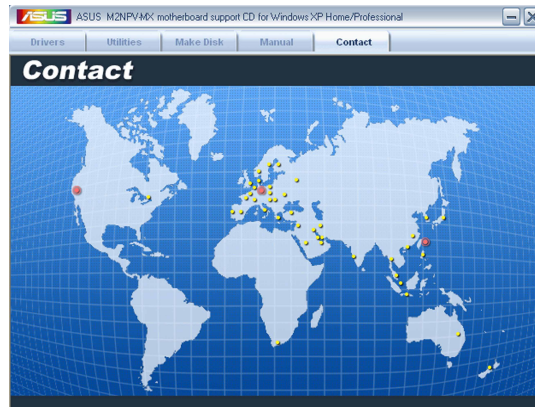 ASUS ASUS M2NPV-MX motherboard support CD for Windows XP Home/Professional
Drivers Utilities Make Disk Manual Contact
Contact